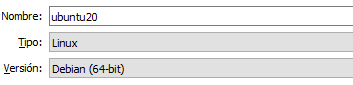 Nombre: ubuntu20
Tipo: Linux
Versión: Debian (64-bit)